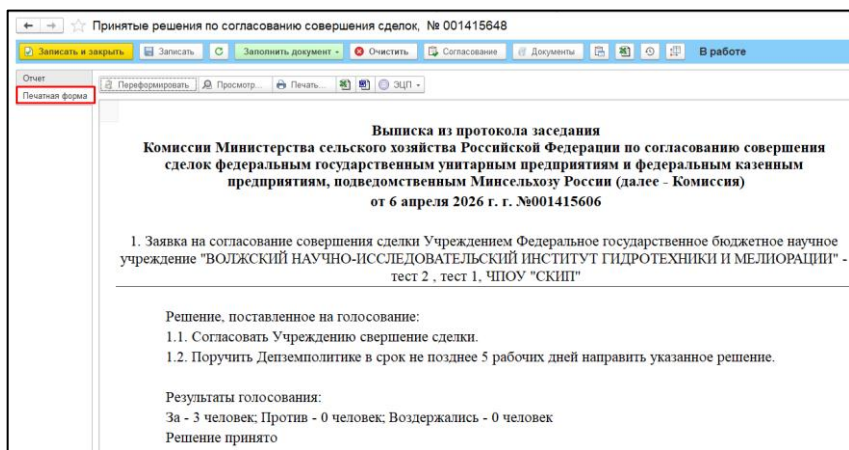 Принятые решения по согласованию совершения сделок, № 001415648
Записать и закрыть Записать Заполнить документ Очистить Согласование Документы В работе
Отчет
Печатная форма
Переформировать Просмотр... Печать... ЭЦП
Выписка из протокола заседания
Комиссии Министерства сельского хозяйства Российской Федерации по согласованию совершения
сделок федеральным государственным унитарным предприятиям и федеральным казенным
предприятиям, подведомственным Минсельхозу России (далее - Комиссия)
от 6 апреля 2026 г. г. №001415606
1. Заявка на согласование совершения сделки Учреждением Федеральное государственное бюджетное научное
учреждение "ВОЛЖСКИЙ НАУЧНО-ИССЛЕДОВАТЕЛЬСКИЙ ИНСТИТУТ ГИДРОТЕХНИКИ И МЕЛИОРАЦИИ" -
тест 2 , тест 1, ЧПОУ "СКИП"
Решение, поставленное на голосование:
1.1. Согласовать Учреждению свершение сделки.
1.2. Поручить Депземполитике в срок не позднее 5 рабочих дней направить указанное решение.
Результаты голосования:
За - 3 человек; Против - 0 человек; Воздержались - 0 человек
Решение принято